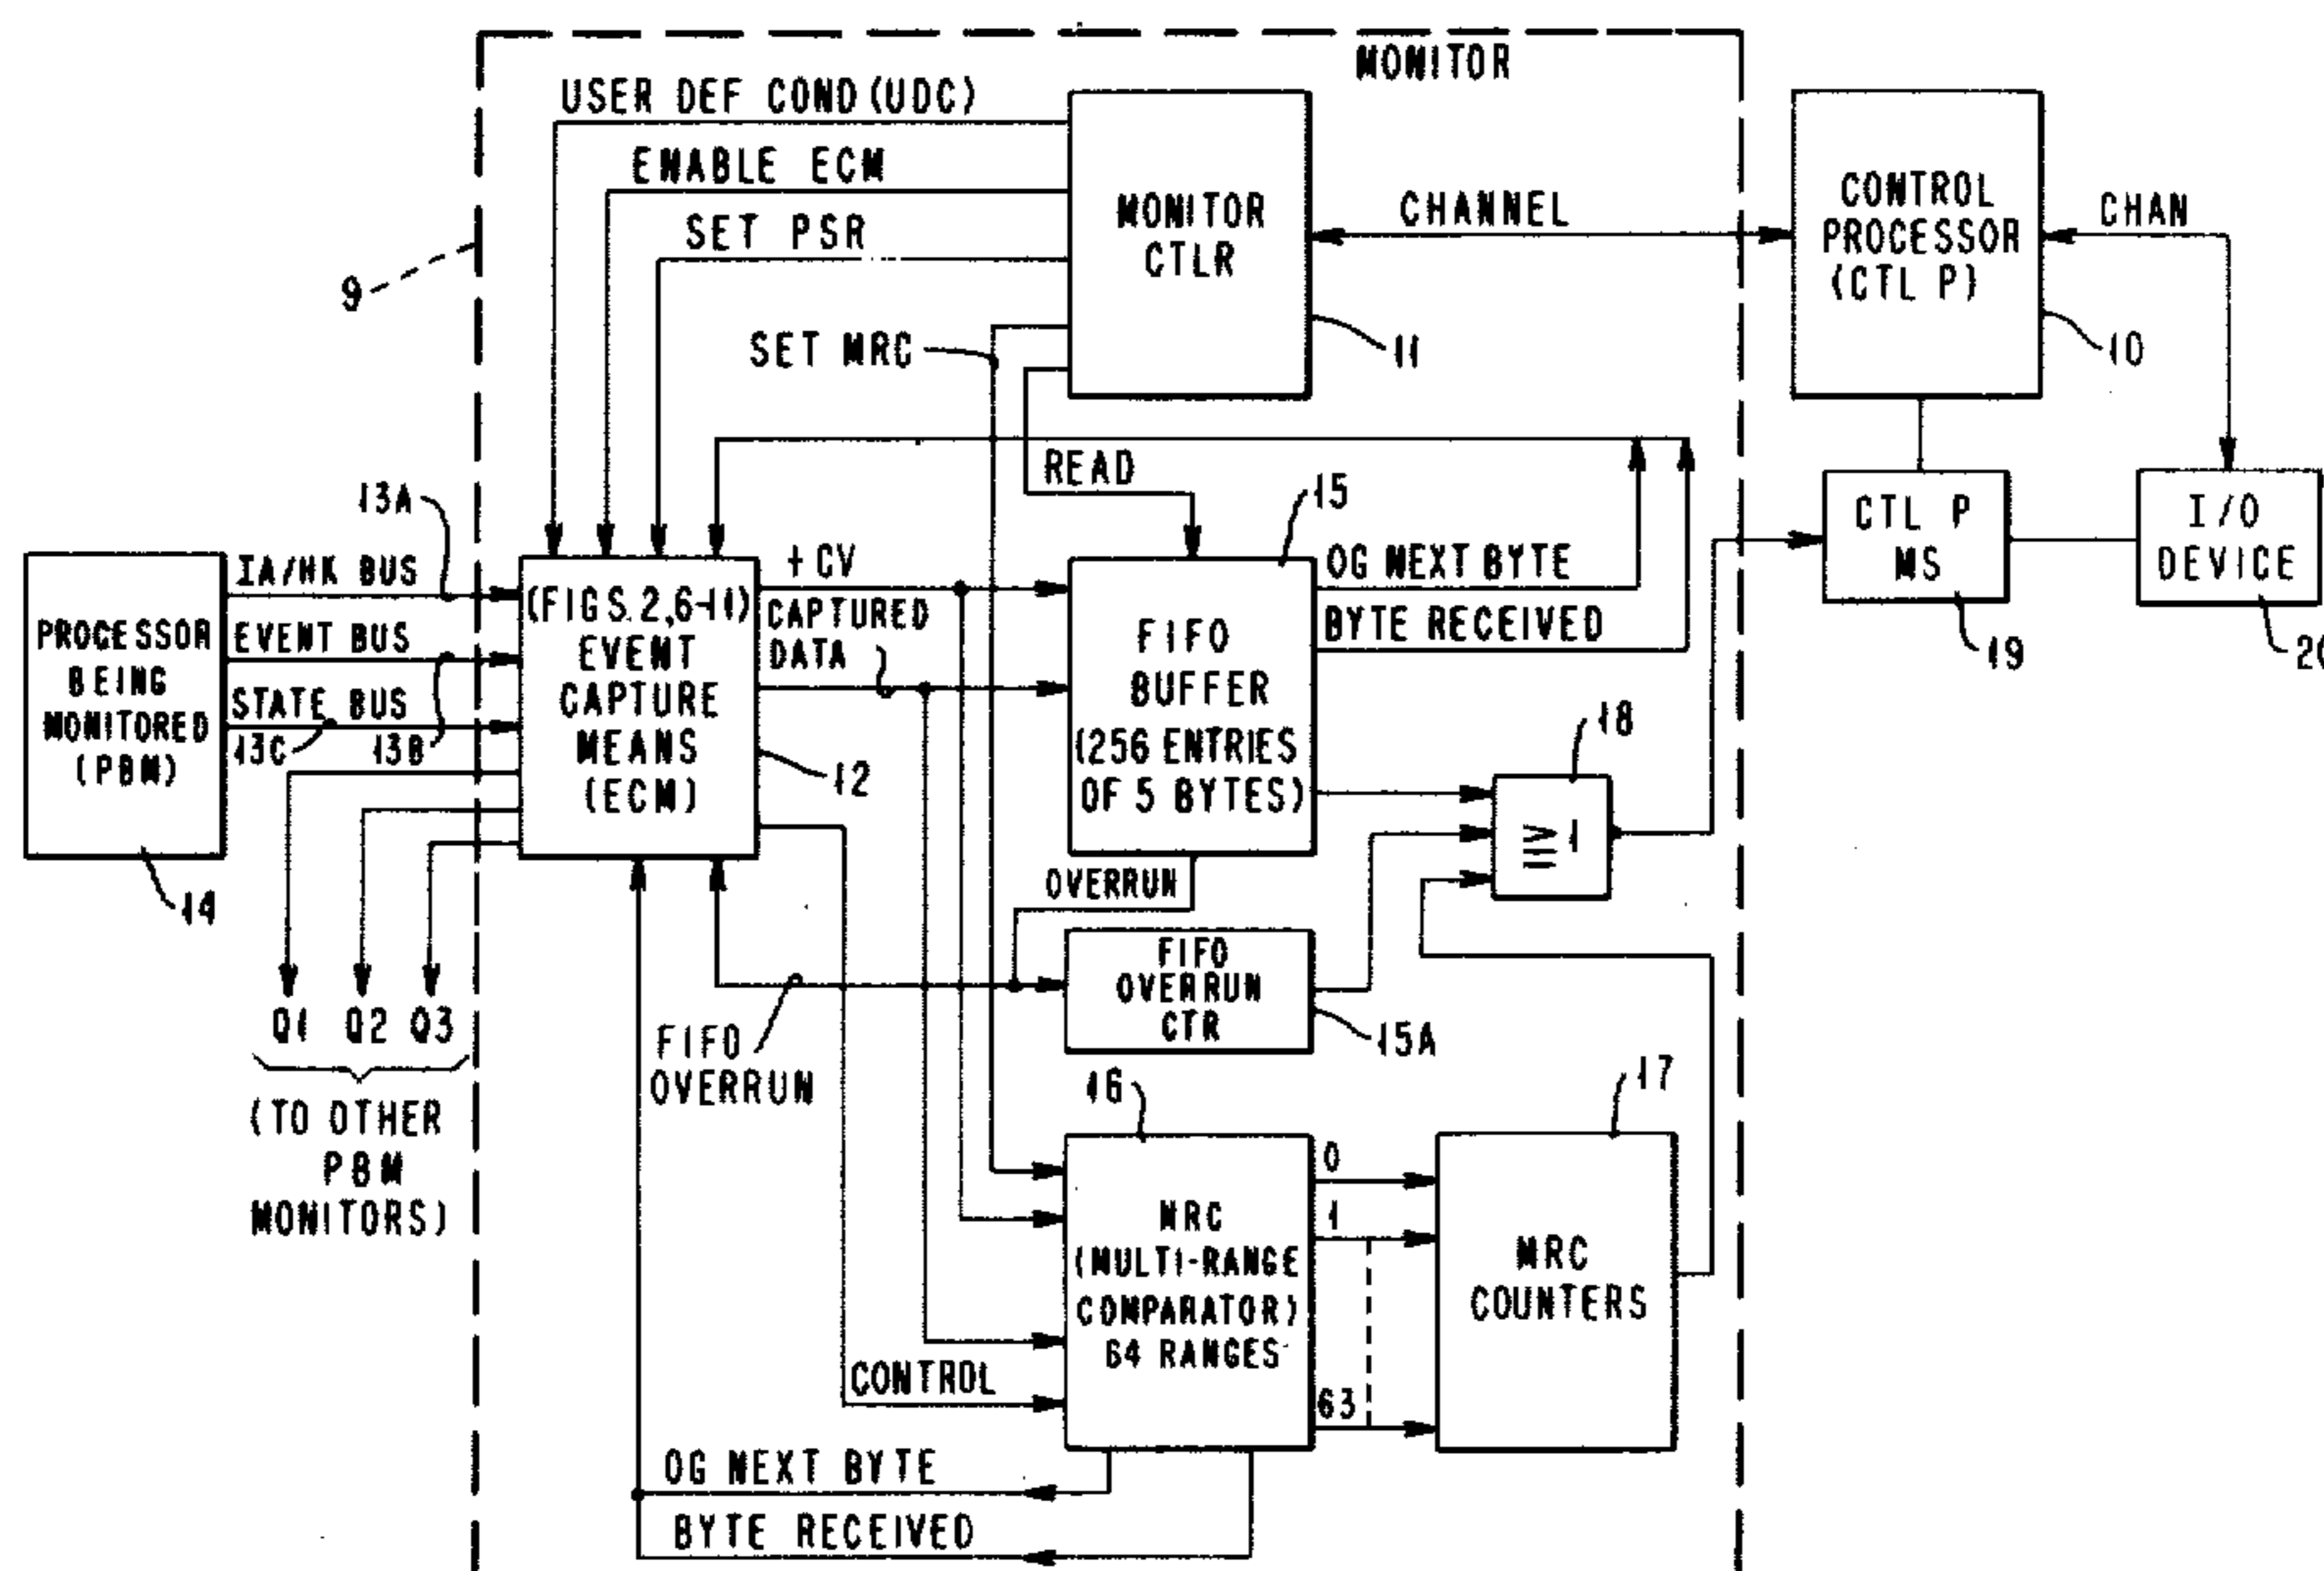 MONITOR
USER DEF COND (UDC)
ENABLE ECM
SET PSR
SET MRC
9
MONITOR
CTLR
11
CHANNEL
CONTROL
PROCESSOR
(CTL P)
10
CHAN
READ
13A
IA/HK BUS
EVENT BUS
STATE BUS
13C
13B
PROCESSOR
BEING
MONITORED
(PBM)
14
(FIGS. 2,6-11)
EVENT
CAPTURE
MEANS
(ECM)
12
+CV
CAPTURED
DATA
15
FIFO
BUFFER
(256 ENTRIES
OF 5 BYTES)
OG NEXT BYTE
BYTE RECEIVED
CTL P
MS
19
I/O
DEVICE
20
18
≥ 1
OVERRUN
FIFO
OVERRUN
CTR
15A
FIFO
OVERRUN
Q1 Q2 Q3
(TO OTHER
PBM
MONITORS)
16
MRC
(MULTI-RANGE
COMPARATOR)
64 RANGES
0
1
63
17
MRC
COUNTERS
CONTROL
OG NEXT BYTE
BYTE RECEIVED